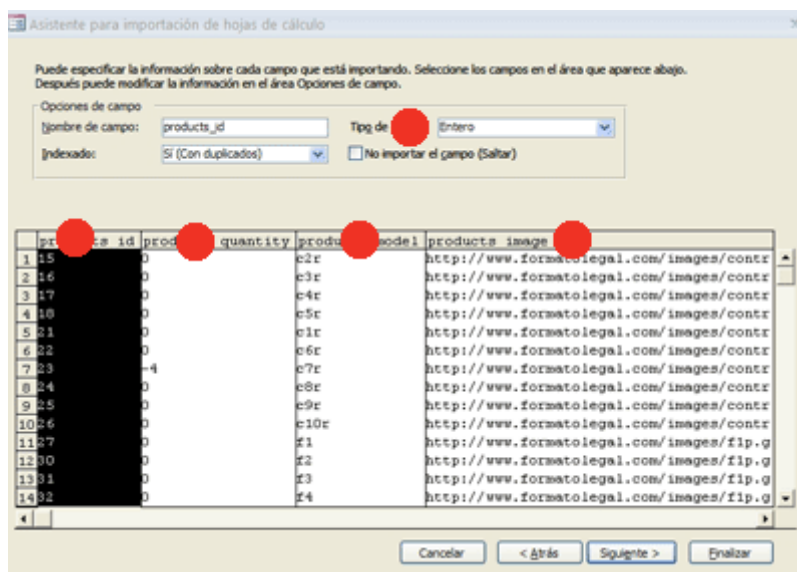 Asistente para importación de hojas de cálculo
Puede especificar la información sobre cada campo que está importando. Seleccione los campos en el área que aparece abajo.
Después puede modificar la información en el área Opciones de campo.
Opciones de campo
Nombre de campo: products_id Tipo de Entero
Indexado: Sí (Con duplicados) No importar el campo (Saltar)
id quantity model products image
1 15 0 c2r http://www.formatolegal.com/images/contr
2 16 0 c3r http://www.formatolegal.com/images/contr
3 17 0 c4r http://www.formatolegal.com/images/contr
4 18 0 c5r http://www.formatolegal.com/images/contr
5 21 0 c1r http://www.formatolegal.com/images/contr
6 22 0 c6r http://www.formatolegal.com/images/contr
7 23 -4 c7r http://www.formatolegal.com/images/contr
8 24 0 c8r http://www.formatolegal.com/images/contr
9 25 0 c9r http://www.formatolegal.com/images/contr
10 26 0 c10r http://www.formatolegal.com/images/contr
11 27 0 f1 http://www.formatolegal.com/images/f1p.g
12 30 0 f2 http://www.formatolegal.com/images/f1p.g
13 31 0 f3 http://www.formatolegal.com/images/f1p.g
14 32 0 f4 http://www.formatolegal.com/images/f1p.g
Cancelar < Atrás Siguiente > Finalizar